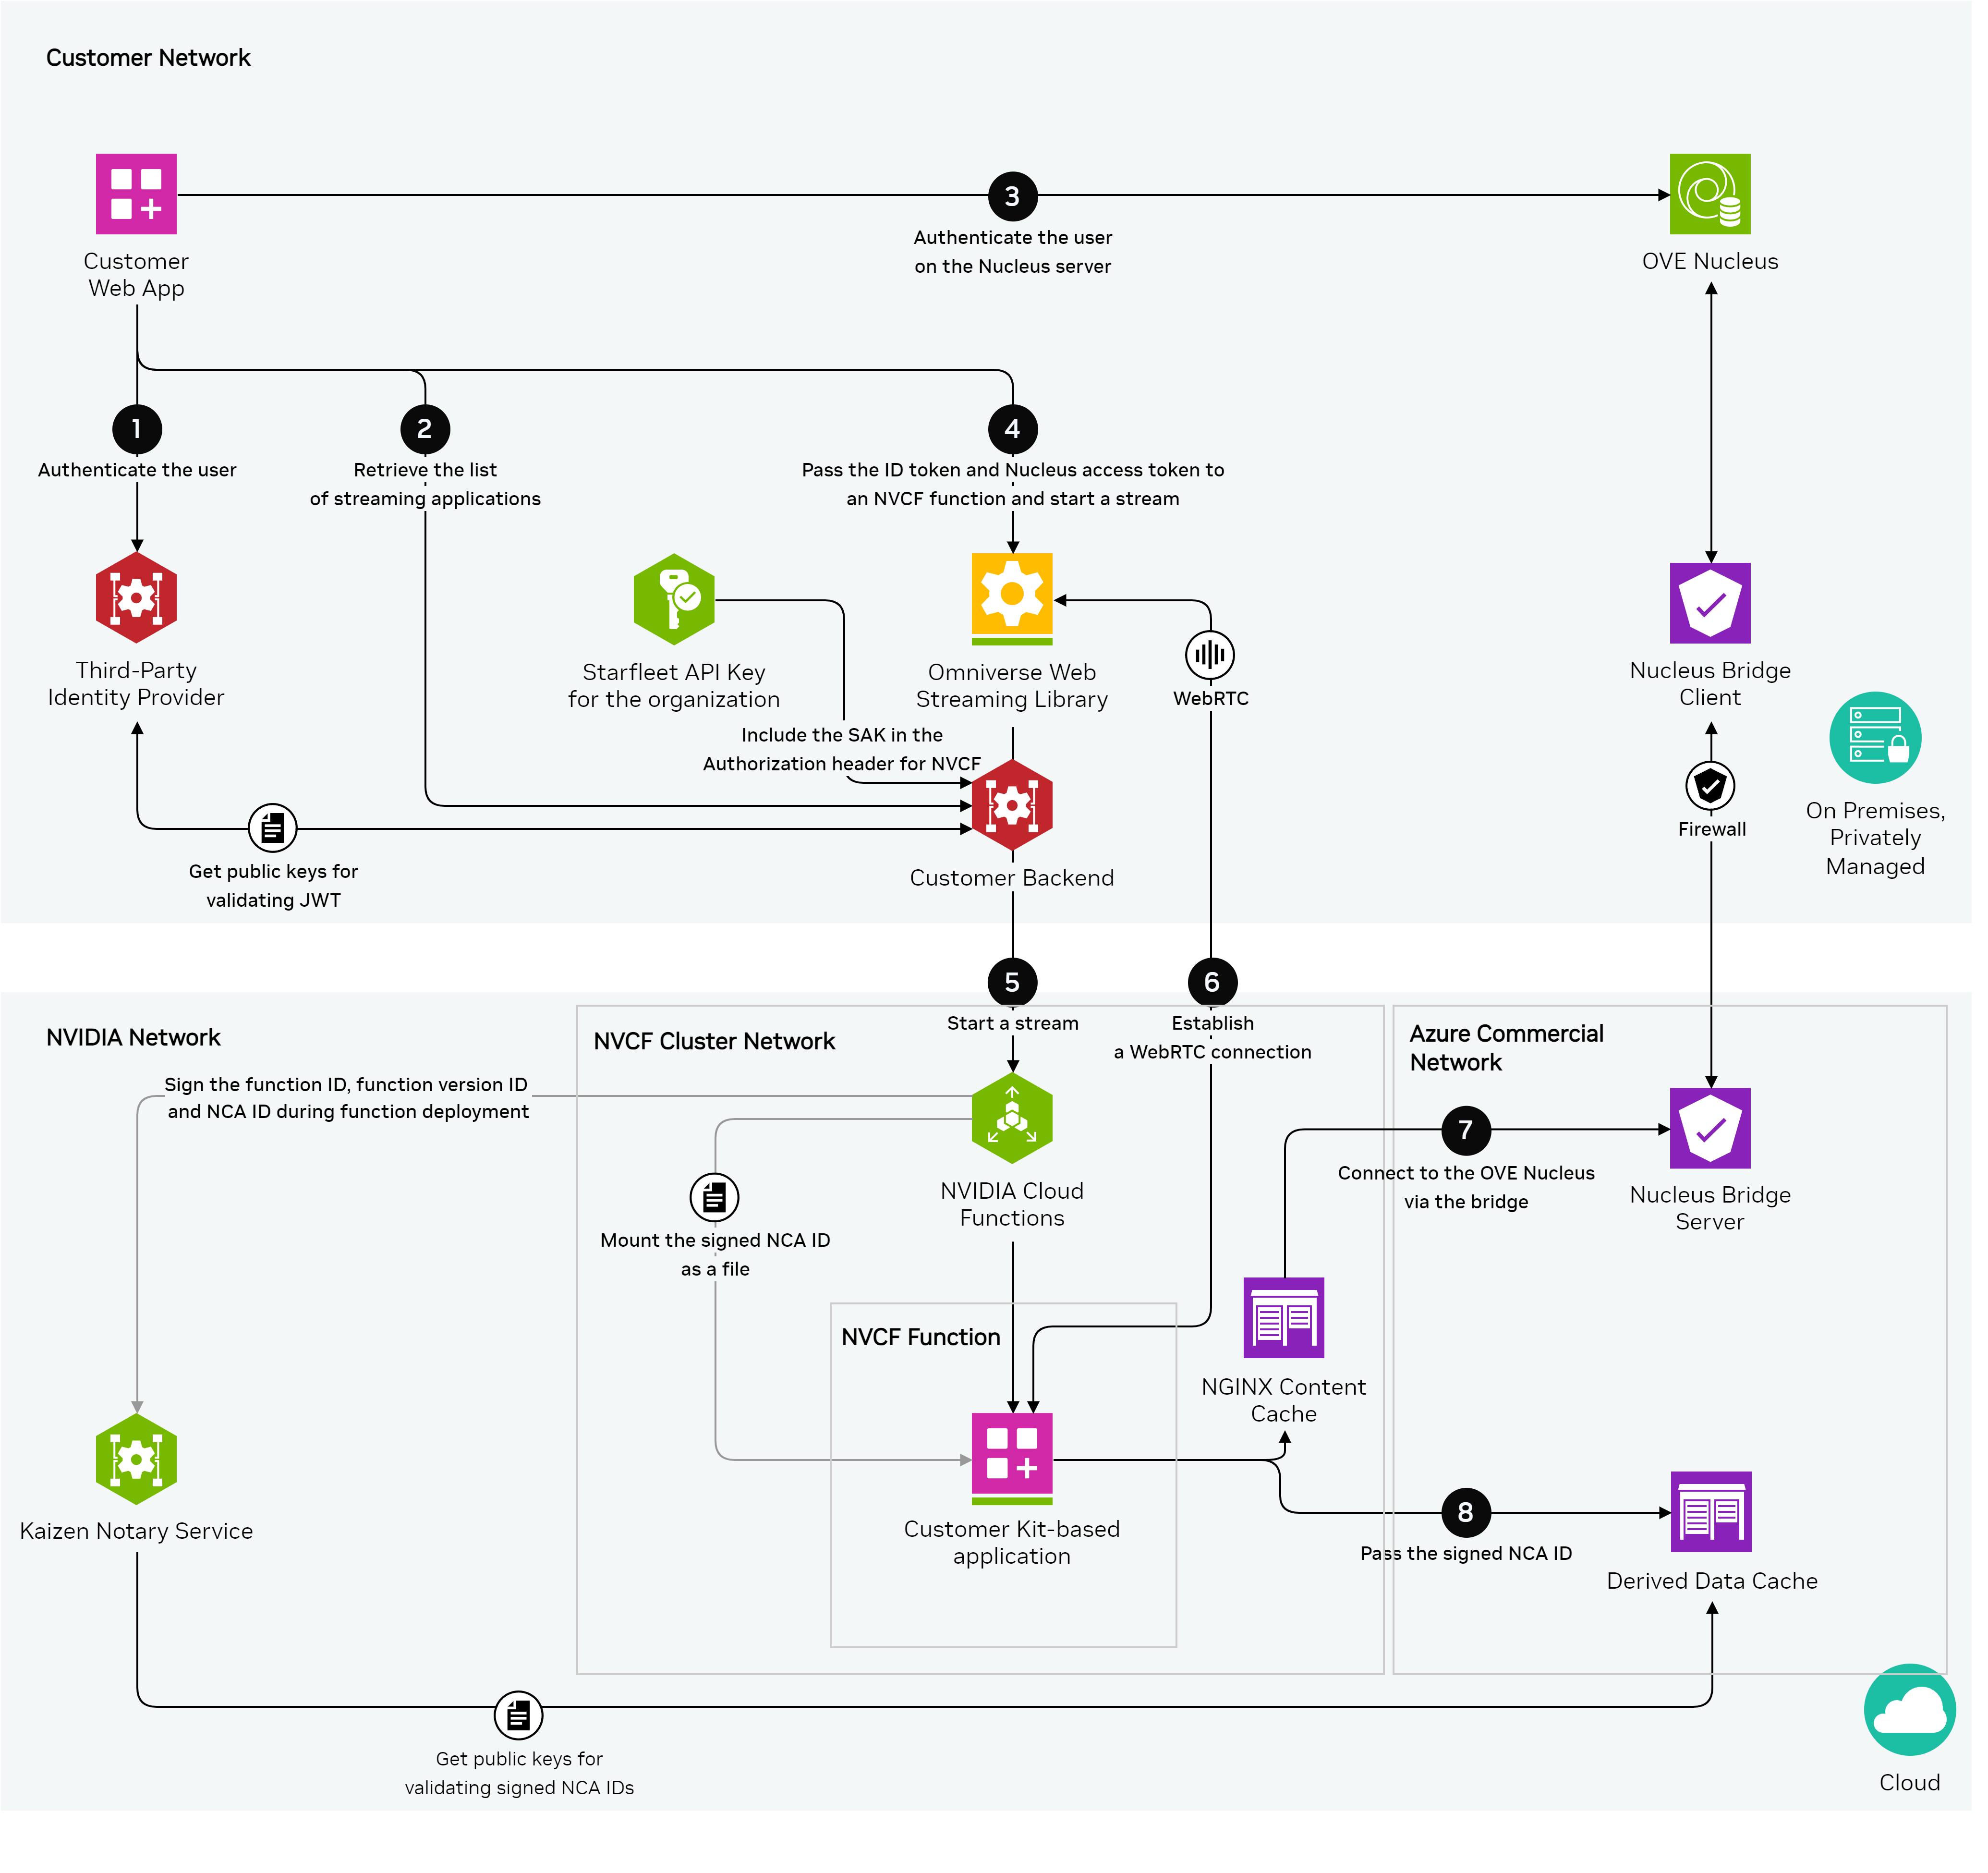 Customer Network
3
Authenticate the user
on the Nucleus server
Customer
Web App
OVE Nucleus
1
Authenticate the user
2
Retrieve the list
of streaming applications
4
Pass the ID token and Nucleus access token to
an NVCF function and start a stream
Third-Party
Identity Provider
Starfleet API Key
for the organization
Omniverse Web
Streaming Library
WebRTC
Nucleus Bridge
Client
Include the SAK in the
Authorization header for NVCF
On Premises,
Privately
Managed
Firewall
Get public keys for
validating JWT
Customer Backend
5
Start a stream
6
Establish
a WebRTC connection
NVIDIA Network
NVCF Cluster Network
Azure Commercial
Network
Sign the function ID, function version ID
and NCA ID during function deployment
7
Connect to the OVE Nucleus
via the bridge
NVIDIA Cloud
Functions
Nucleus Bridge
Server
Mount the signed NCA ID
as a file
NVCF Function
NGINX Content
Cache
Kaizen Notary Service
Customer Kit-based
application
8
Pass the signed NCA ID
Derived Data Cache
Get public keys for
validating signed NCA IDs
Cloud